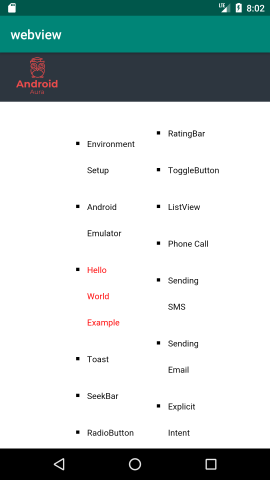 LTE 8:02
webview
Android
Aura
Environment
Setup
Android
Emulator
Hello
World
Example
Toast
SeekBar
RadioButton
RatingBar
ToggleButton
ListView
Phone Call
Sending
SMS
Sending
Email
Explicit
Intent